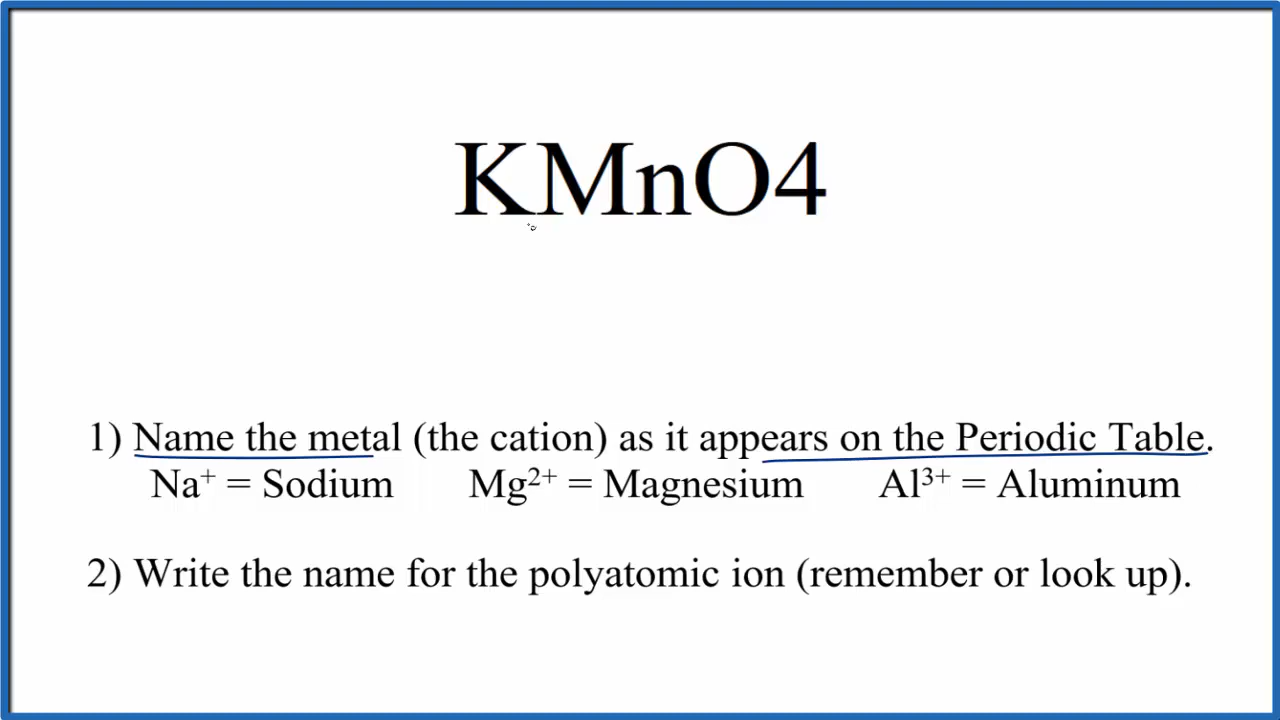 KMnO4
1) Name the metal (the cation) as it appears on the Periodic Table.
Na⁺ = Sodium Mg²⁺ = Magnesium Al³⁺ = Aluminum
2) Write the name for the polyatomic ion (remember or look up).